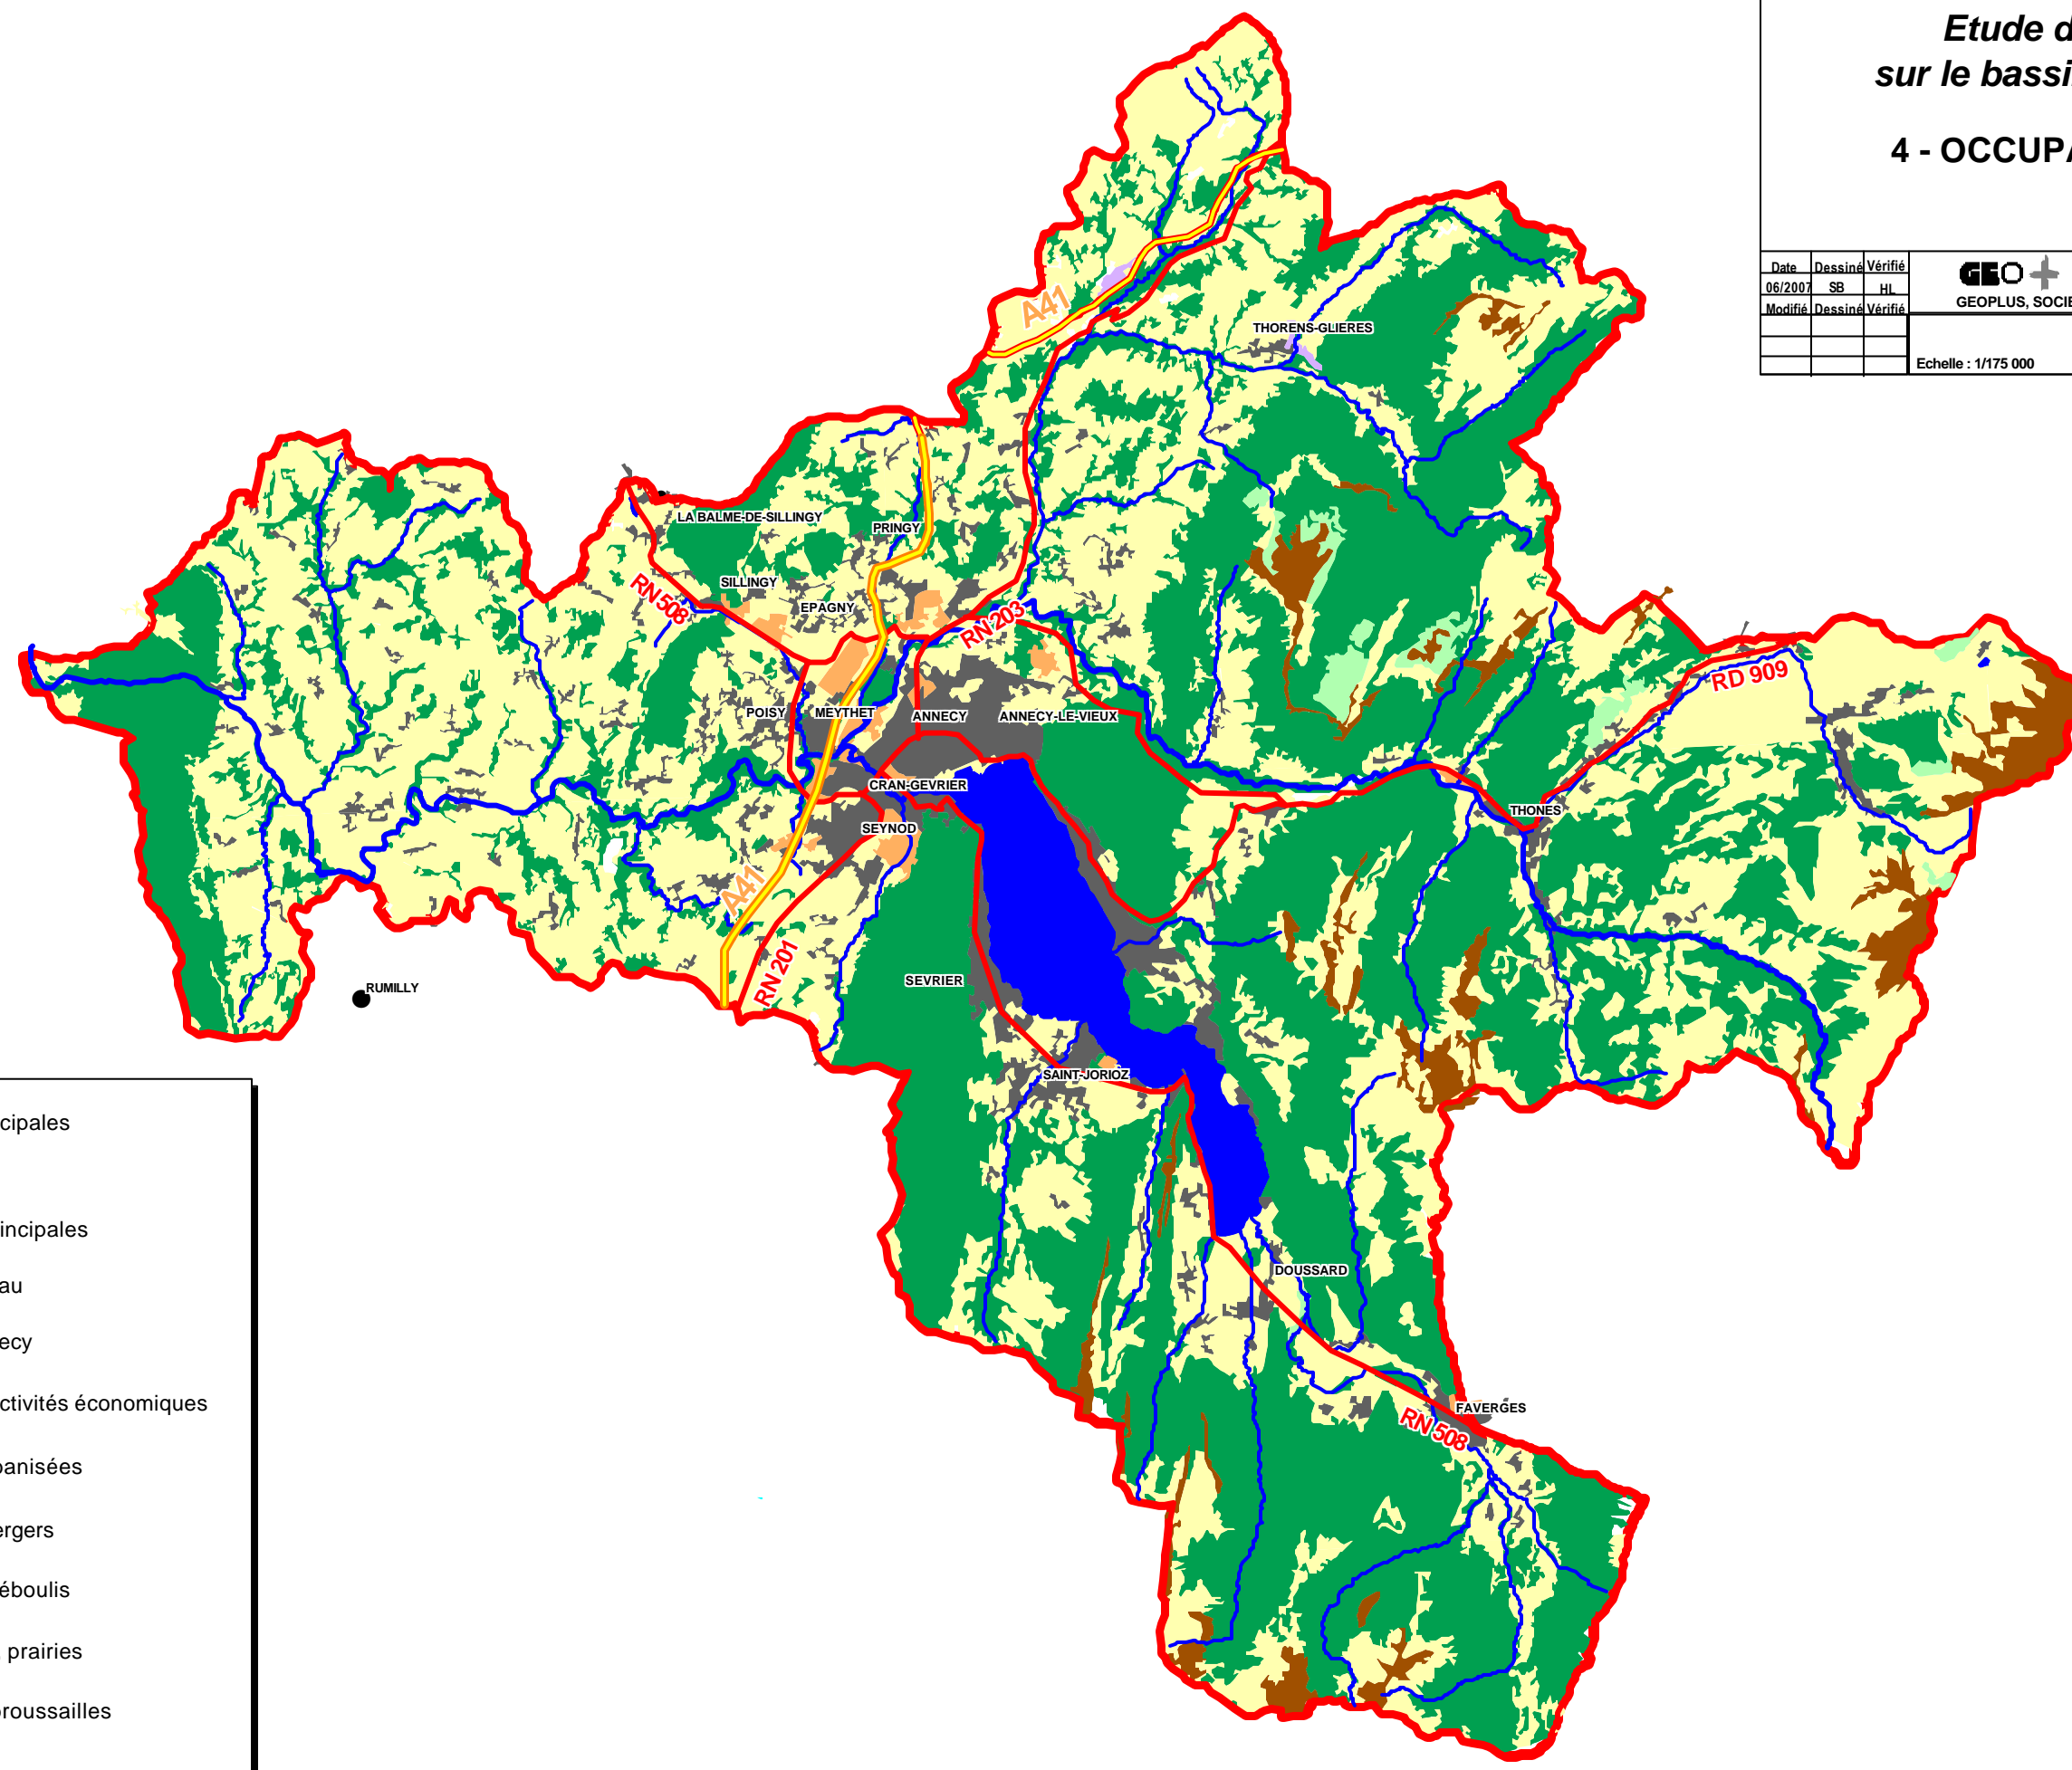 Etude d
sur le bassi
4 - OCCUPA
Date Dessiné Vérifié
06/2007 SB HL
Modifié Dessiné Vérifié
GEO
GEOPLUS, SOCIE
Echelle : 1/175 000
A41
THORENS-GLIERES
LA BALME-DE-SILLINGY
PRINGY
SILLINGY
RN 508
EPAGNY
RN 203
RD 909
POISY
MEYTHET
ANNECY
ANNECY-LE-VIEUX
CRAN-GEVRIER
THONES
SEYNOD
A41
RN 201
SEVRIER
RUMILLY
SAINT-JORIOZ
DOUSSARD
FAVERGES
RN 508
cipales
incipales
au
ecy
ctivités économiques
banisées
ergers
éboulis
prairies
broussailles